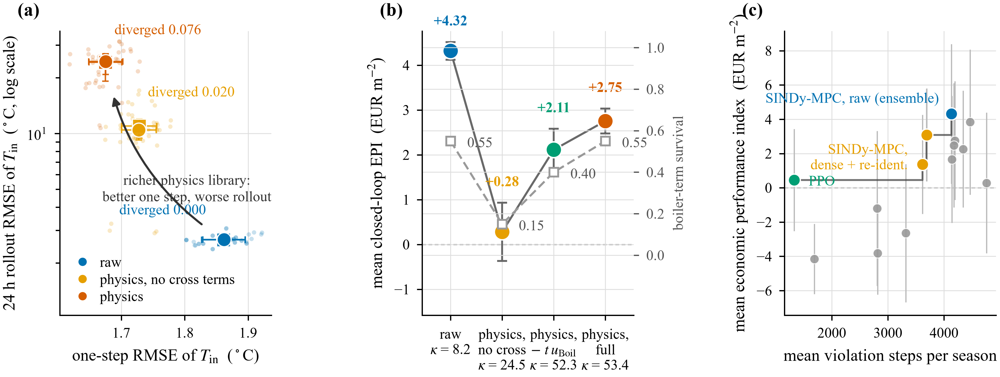 (a)
diverged 0.076
diverged 0.020
richer physics library:
better one step, worse rollout
diverged 0.000
raw
physics, no cross terms
physics
10¹
24 h rollout RMSE of T_in (°C, log scale)
1.7 1.8 1.9
one-step RMSE of T_in (°C)
(b)
+4.32
+0.28
+2.11
+2.75
0.55
0.15
0.40
0.55
4
3
2
1
0
−1
mean closed-loop EPI (EUR m⁻²)
1.0
0.8
0.6
0.4
0.2
0.0
boiler-term survival
raw
κ = 8.2
physics,
no cross
κ = 24.5
physics,
− t u_Boil
κ = 52.3
physics,
full
κ = 53.4
(c)
SINDy-MPC, raw (ensemble)
SINDy-MPC,
dense + re-ident.
PPO
8
6
4
2
0
−2
−4
−6
mean economic performance index (EUR m⁻²)
2000 3000 4000
mean violation steps per season